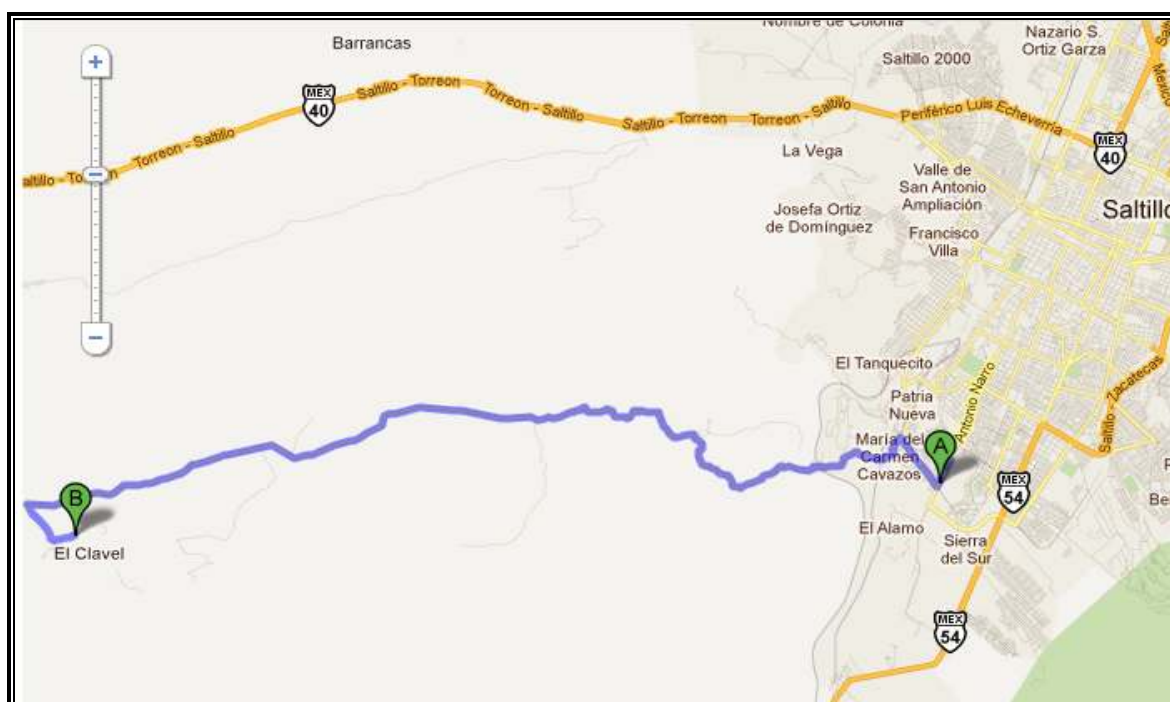 Nombre de Colonia
Nazario S.
Ortiz Garza
Barrancas
Saltillo 2000
+
MEX
40
Saltillo - Torreon
Torreon - Saltillo
Saltillo - Torreon
Torreon - Saltillo
Periférico Luis Echeverría
MEX
40
Torreon - Saltillo
La Vega
Valle de
San Antonio
Ampliación
Saltillo
Josefa Ortiz
de Domínguez
Francisco
Villa
−
El Tanquecito
Patria
Nueva
Antonio Narro
Saltillo - Zacatecas
María del
Carmen
Cavazos
A
MEX
54
B
El Clavel
El Alamo
Sierra
del Sur
MEX
54